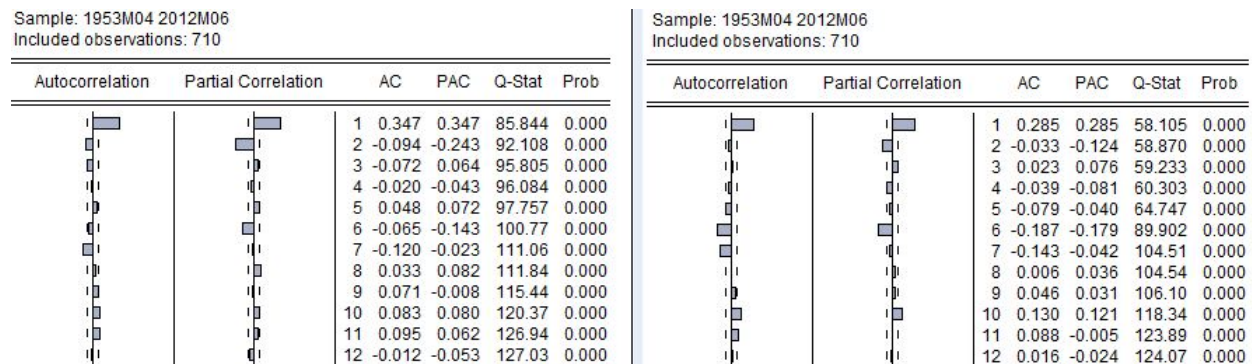 Sample: 1953M04 2012M06
Included observations: 710
Autocorrelation Partial Correlation AC PAC Q-Stat Prob
1 0.347 0.347 85.844 0.000
2 -0.094 -0.243 92.108 0.000
3 -0.072 0.064 95.805 0.000
4 -0.020 -0.043 96.084 0.000
5 0.048 0.072 97.757 0.000
6 -0.065 -0.143 100.77 0.000
7 -0.120 -0.023 111.06 0.000
8 0.033 0.082 111.84 0.000
9 0.071 -0.008 115.44 0.000
10 0.083 0.080 120.37 0.000
11 0.095 0.062 126.94 0.000
12 -0.012 -0.053 127.03 0.000
Sample: 1953M04 2012M06
Included observations: 710
Autocorrelation Partial Correlation AC PAC Q-Stat Prob
1 0.285 0.285 58.105 0.000
2 -0.033 -0.124 58.870 0.000
3 0.023 0.076 59.233 0.000
4 -0.039 -0.081 60.303 0.000
5 -0.079 -0.040 64.747 0.000
6 -0.187 -0.179 89.902 0.000
7 -0.143 -0.042 104.51 0.000
8 0.006 0.036 104.54 0.000
9 0.046 0.031 106.10 0.000
10 0.130 0.121 118.34 0.000
11 0.088 -0.005 123.89 0.000
12 0.016 -0.024 124.07 0.000